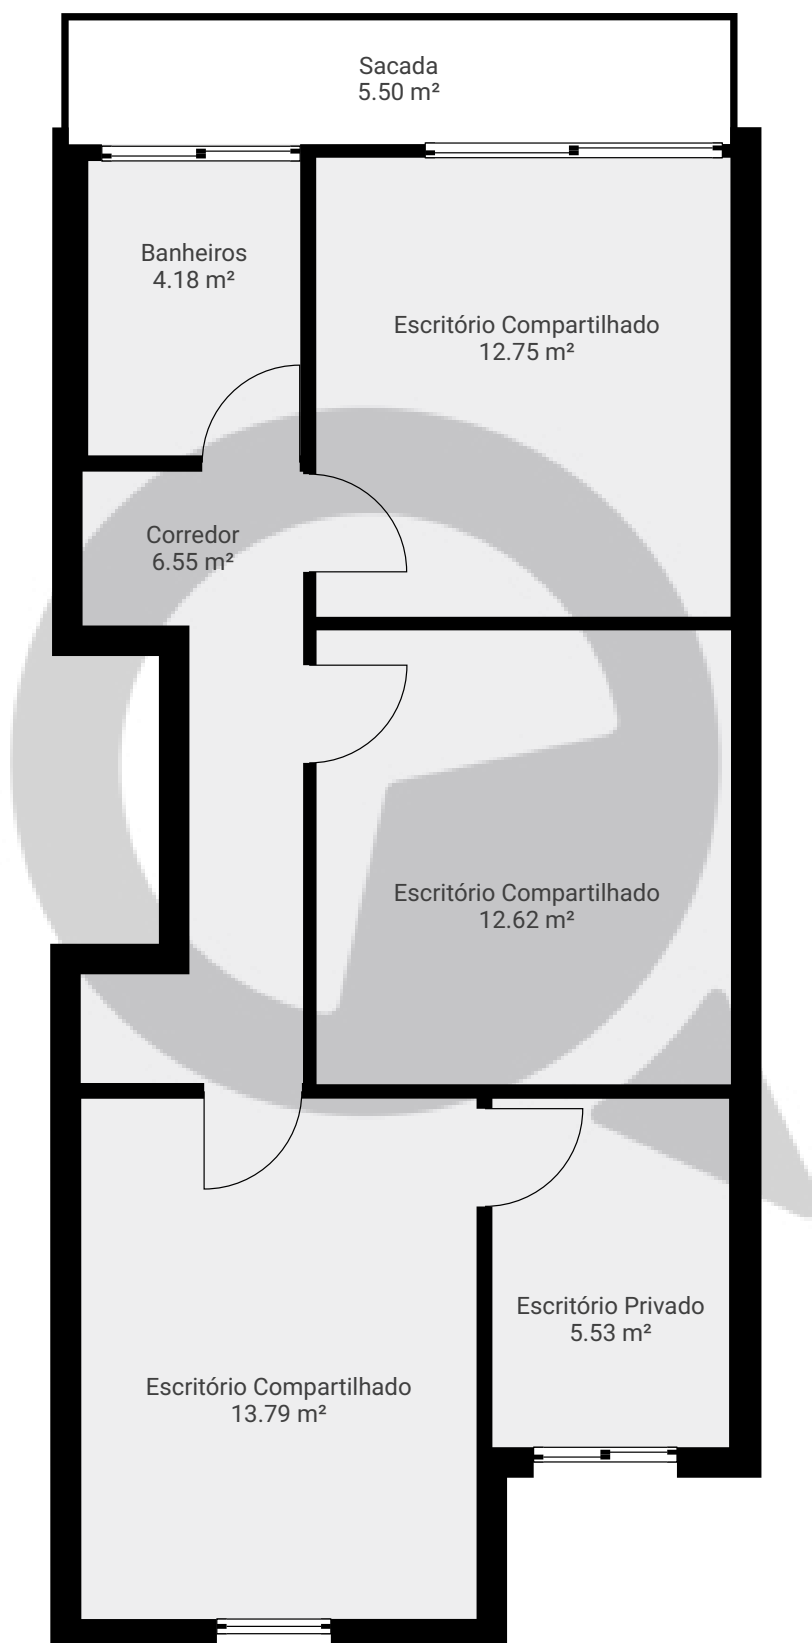 Sacada
5.50 m²
Banheiros
4.18 m²
Escritório Compartilhado
12.75 m²
Corredor
6.55 m²
Escritório Compartilhado
12.62 m²
Escritório Privado
5.53 m²
Escritório Compartilhado
13.79 m²